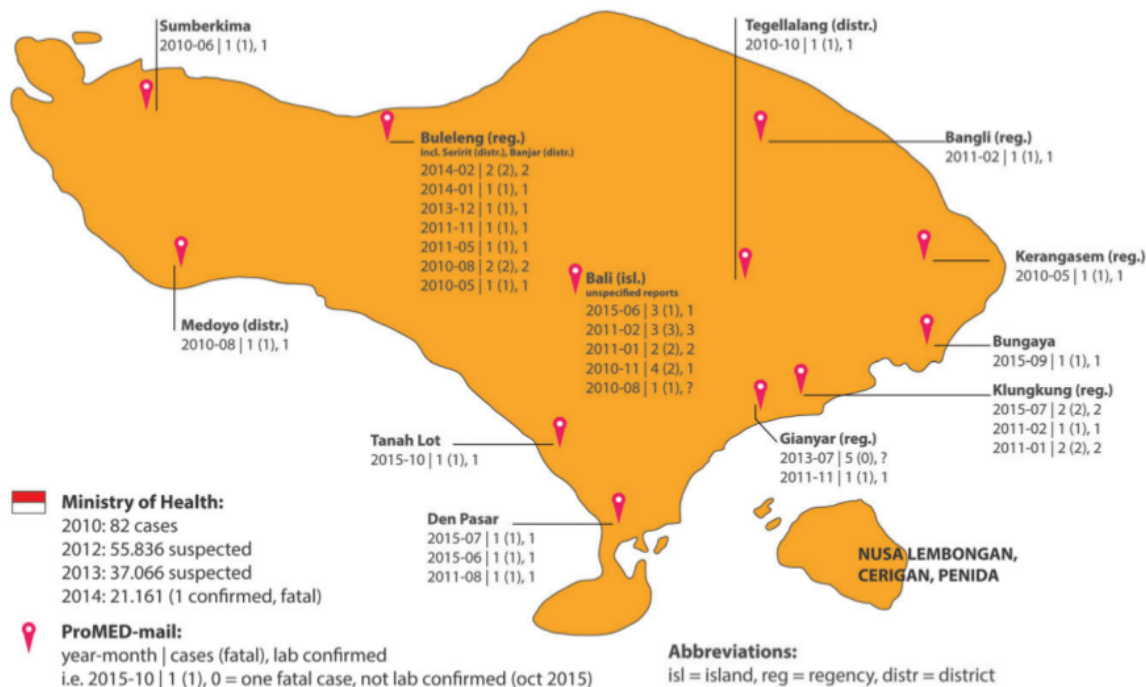 Sumberkima
2010-06 | 1 (1), 1
Tegellalang (distr.)
2010-10 | 1 (1), 1
Buleleng (reg.)
incl. Seririt (distr.), Banjar (distr.)
2014-02 | 2 (2), 2
2014-01 | 1 (1), 1
2013-12 | 1 (1), 1
2011-11 | 1 (1), 1
2011-05 | 1 (1), 1
2010-08 | 2 (2), 2
2010-05 | 1 (1), 1
Bangli (reg.)
2011-02 | 1 (1), 1
Kerangasem (reg.)
2010-05 | 1 (1), 1
Medoyo (distr.)
2010-08 | 1 (1), 1
Bali (isl.)
unspecified reports
2015-06 | 3 (1), 1
2011-02 | 3 (3), 3
2011-01 | 2 (2), 2
2010-11 | 4 (2), 1
2010-08 | 1 (1), ?
Bungaya
2015-09 | 1 (1), 1
Klungkung (reg.)
2015-07 | 2 (2), 2
2011-02 | 1 (1), 1
2011-01 | 2 (2), 2
Tanah Lot
2015-10 | 1 (1), 1
Gianyar (reg.)
2013-07 | 5 (0), ?
2011-11 | 1 (1), 1
Den Pasar
2015-07 | 1 (1), 1
2015-06 | 1 (1), 1
2011-08 | 1 (1), 1
NUSA LEMBONGAN,
CERIGAN, PENIDA
Ministry of Health:
2010: 82 cases
2012: 55.836 suspected
2013: 37.066 suspected
2014: 21.161 (1 confirmed, fatal)
ProMED-mail:
year-month | cases (fatal), lab confirmed
i.e. 2015-10 | 1 (1), 0 = one fatal case, not lab confirmed (oct 2015)
Abbreviations:
isl = island, reg = regency, distr = district